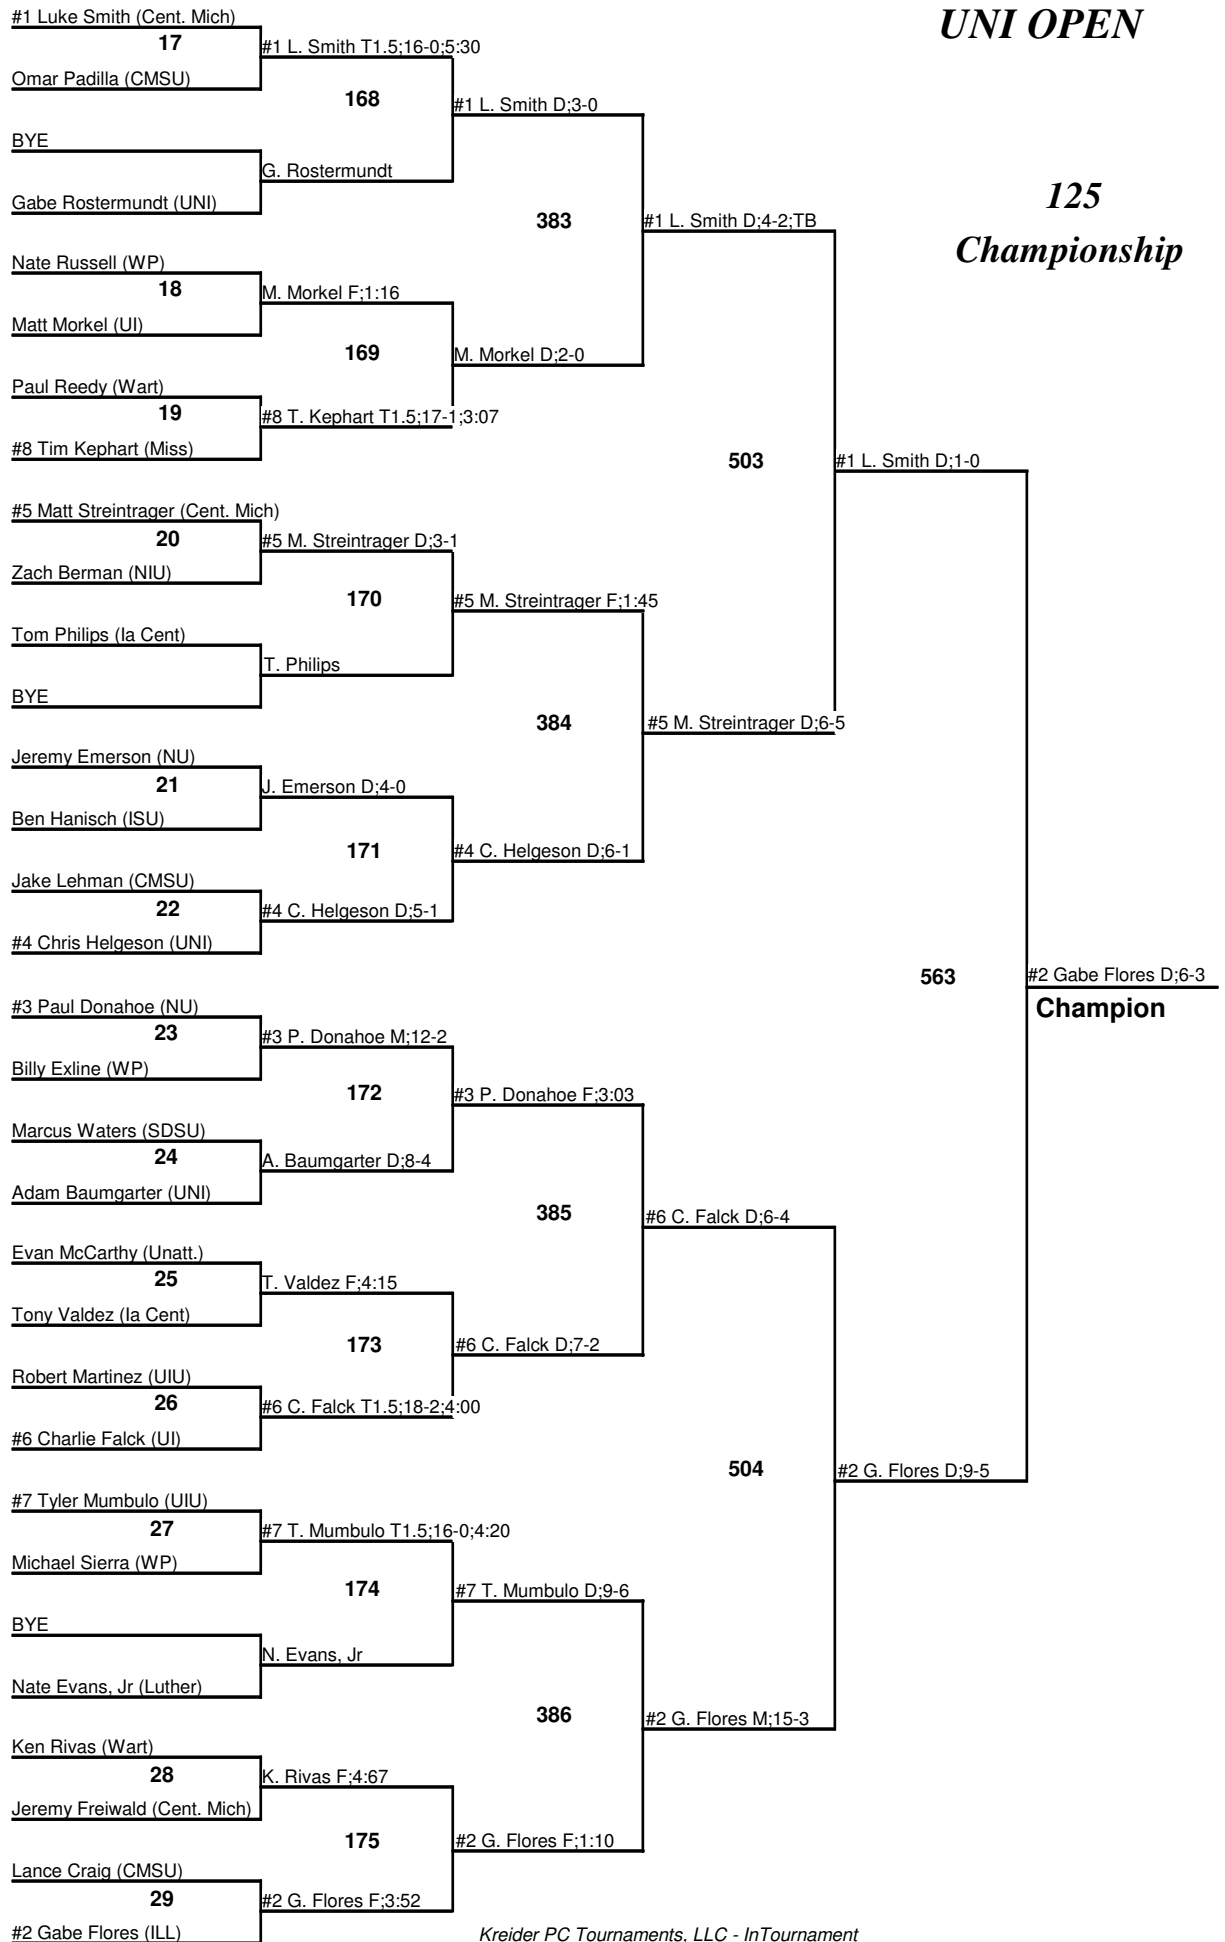 UNI OPEN
125
Championship
#1 Luke Smith (Cent. Mich)
17
Omar Padilla (CMSU)
#1 L. Smith T1.5;16-0;5:30
168
BYE
G. Rostermundt
Gabe Rostermundt (UNI)
#1 L. Smith D;3-0
383
Nate Russell (WP)
18
Matt Morkel (UI)
M. Morkel F;1:16
169
Paul Reedy (Wart)
19
#8 Tim Kephart (Miss)
#8 T. Kephart T1.5;17-1;3:07
M. Morkel D;2-0
#1 L. Smith D;4-2;TB
503
#5 Matt Streintrager (Cent. Mich)
20
Zach Berman (NIU)
#5 M. Streintrager D;3-1
170
Tom Philips (Ia Cent)
T. Philips
BYE
#5 M. Streintrager F;1:45
384
Jeremy Emerson (NU)
21
Ben Hanisch (ISU)
J. Emerson D;4-0
171
Jake Lehman (CMSU)
22
#4 Chris Helgeson (UNI)
#4 C. Helgeson D;5-1
#4 C. Helgeson D;6-1
#5 M. Streintrager D;6-5
#1 L. Smith D;1-0
563
#2 Gabe Flores D;6-3
Champion
#3 Paul Donahoe (NU)
23
Billy Exline (WP)
#3 P. Donahoe M;12-2
172
Marcus Waters (SDSU)
24
Adam Baumgarter (UNI)
A. Baumgarter D;8-4
#3 P. Donahoe F;3:03
385
Evan McCarthy (Unatt.)
25
Tony Valdez (Ia Cent)
T. Valdez F;4:15
173
Robert Martinez (UIU)
26
#6 Charlie Falck (UI)
#6 C. Falck T1.5;18-2;4:00
#6 C. Falck D;7-2
#6 C. Falck D;6-4
504
#7 Tyler Mumbulo (UIU)
27
Michael Sierra (WP)
#7 T. Mumbulo T1.5;16-0;4:20
174
BYE
N. Evans, Jr
Nate Evans, Jr (Luther)
#7 T. Mumbulo D;9-6
386
Ken Rivas (Wart)
28
Jeremy Freiwald (Cent. Mich)
K. Rivas F;4:67
175
Lance Craig (CMSU)
29
#2 Gabe Flores (ILL)
#2 G. Flores F;3:52
#2 G. Flores F;1:10
#2 G. Flores M;15-3
#2 G. Flores D;9-5
Kreider PC Tournaments, LLC - InTournament